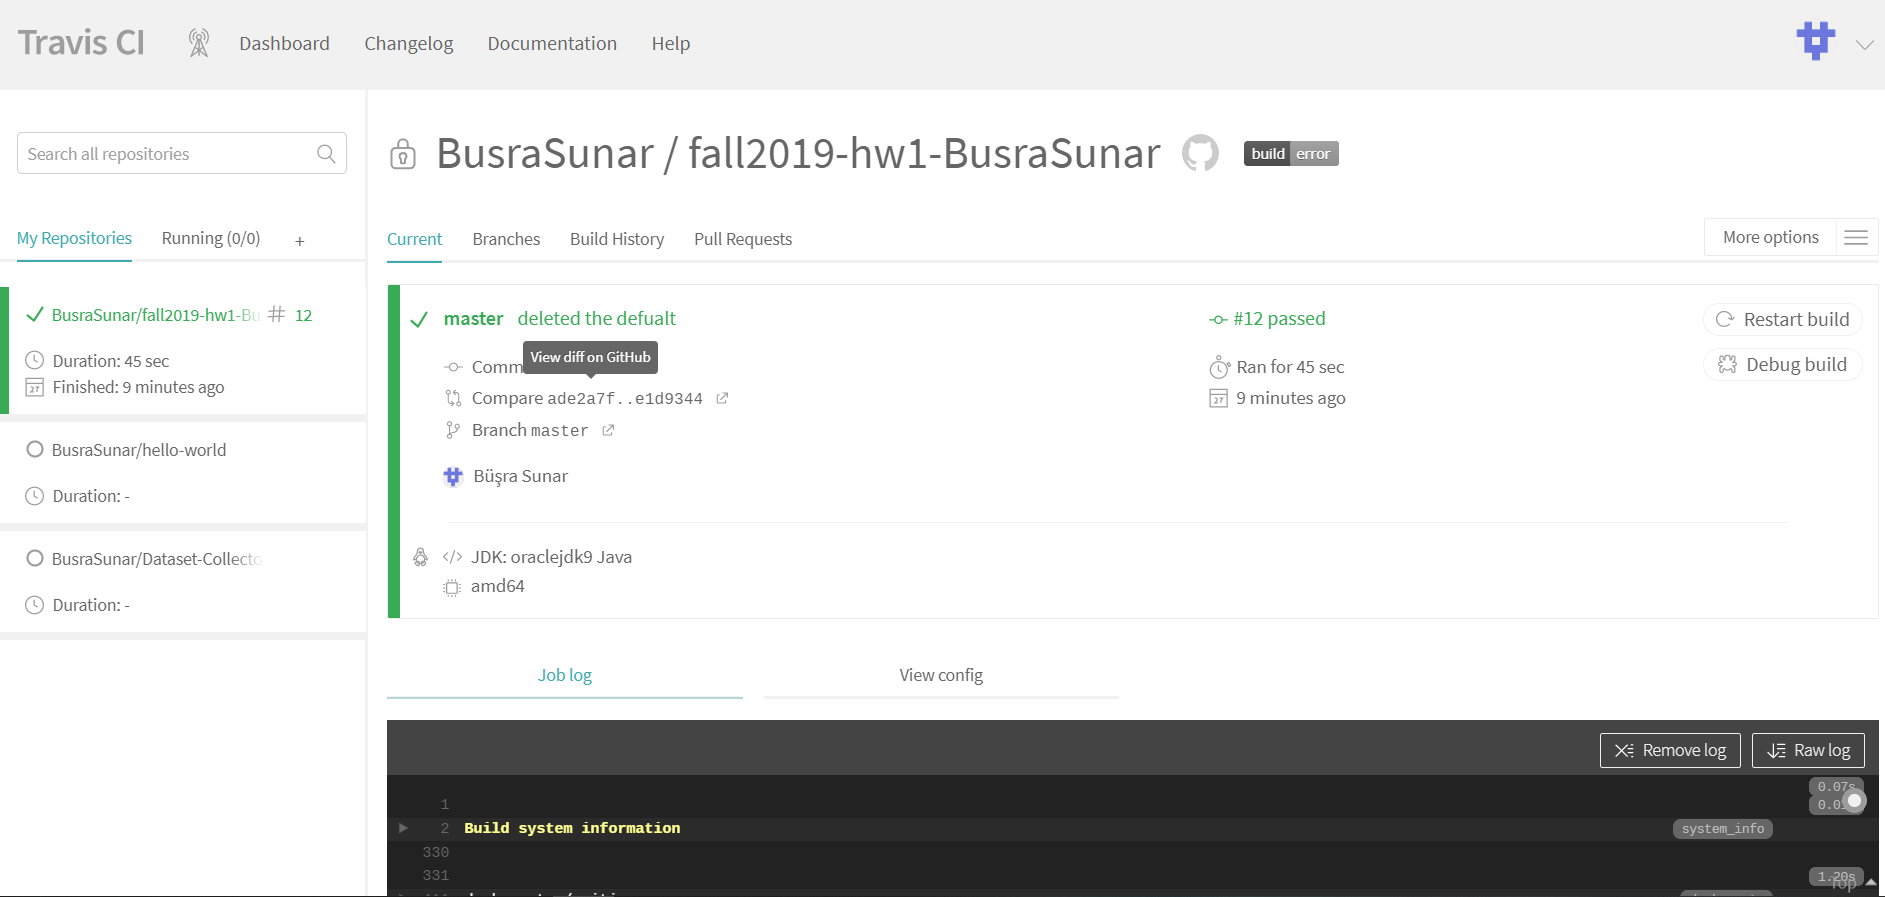 Travis CI
Dashboard
Changelog
Documentation
Help
Search all repositories
My Repositories
Running (0/0)
+
BusraSunar/fall2019-hw1-Bu
# 12
Duration: 45 sec
27
Finished: 9 minutes ago
BusraSunar/hello-world
Duration: -
BusraSunar/Dataset-Collecto
Duration: -
BusraSunar / fall2019-hw1-BusraSunar
build error
Current
Branches
Build History
Pull Requests
More options
master deleted the defualt
View diff on GitHub
Comm
Compare ade2a7f..e1d9344
Branch master
Büşra Sunar
#12 passed
Ran for 45 sec
27
9 minutes ago
Restart build
Debug build
</> JDK: oraclejdk9 Java
amd64
Job log
View config
Remove log
Raw log
0.07s
1
2 Build system information
system_info
330
331
1.20s
Top